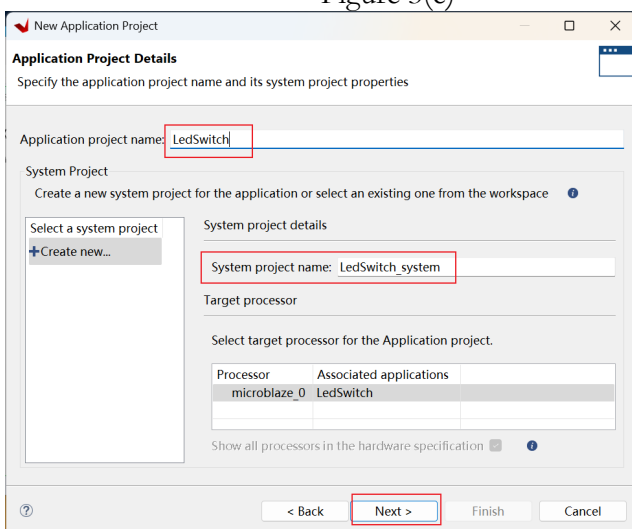 Figure 3(c)
New Application Project
Application Project Details
Specify the application project name and its system project properties
Application project name: LedSwitch
System Project
Create a new system project for the application or select an existing one from the workspace
Select a system project
+Create new...
System project details
System project name: LedSwitch_system
Target processor
Select target processor for the Application project.
Processor Associated applications
microblaze_0 LedSwitch
Show all processors in the hardware specification
< Back Next > Finish Cancel